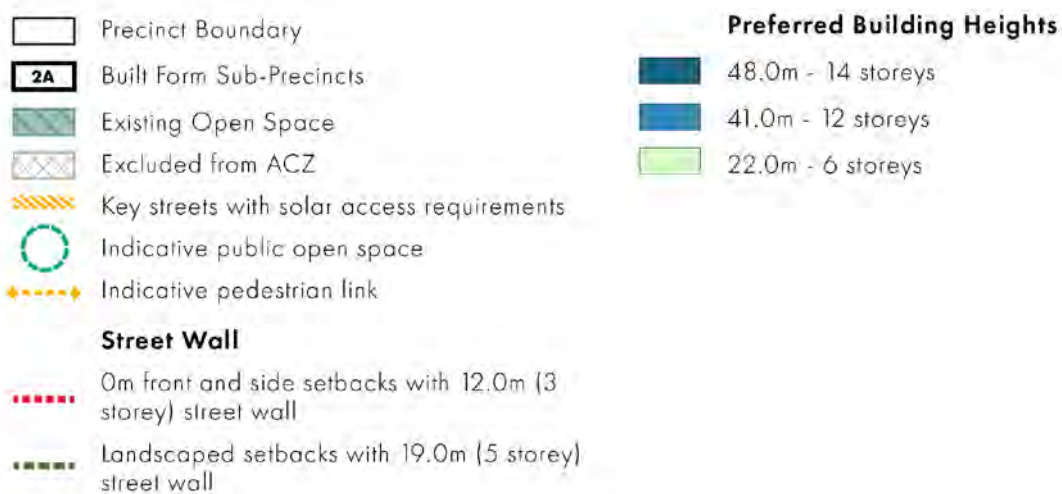 Precinct Boundary
2A
Built Form Sub-Precincts
Existing Open Space
Excluded from ACZ
Key streets with solar access requirements
Indicative public open space
Indicative pedestrian link
Street Wall
0m front and side setbacks with 12.0m (3
storey) street wall
Landscaped setbacks with 19.0m (5 storey)
street wall
Preferred Building Heights
48.0m - 14 storeys
41.0m - 12 storeys
22.0m - 6 storeys